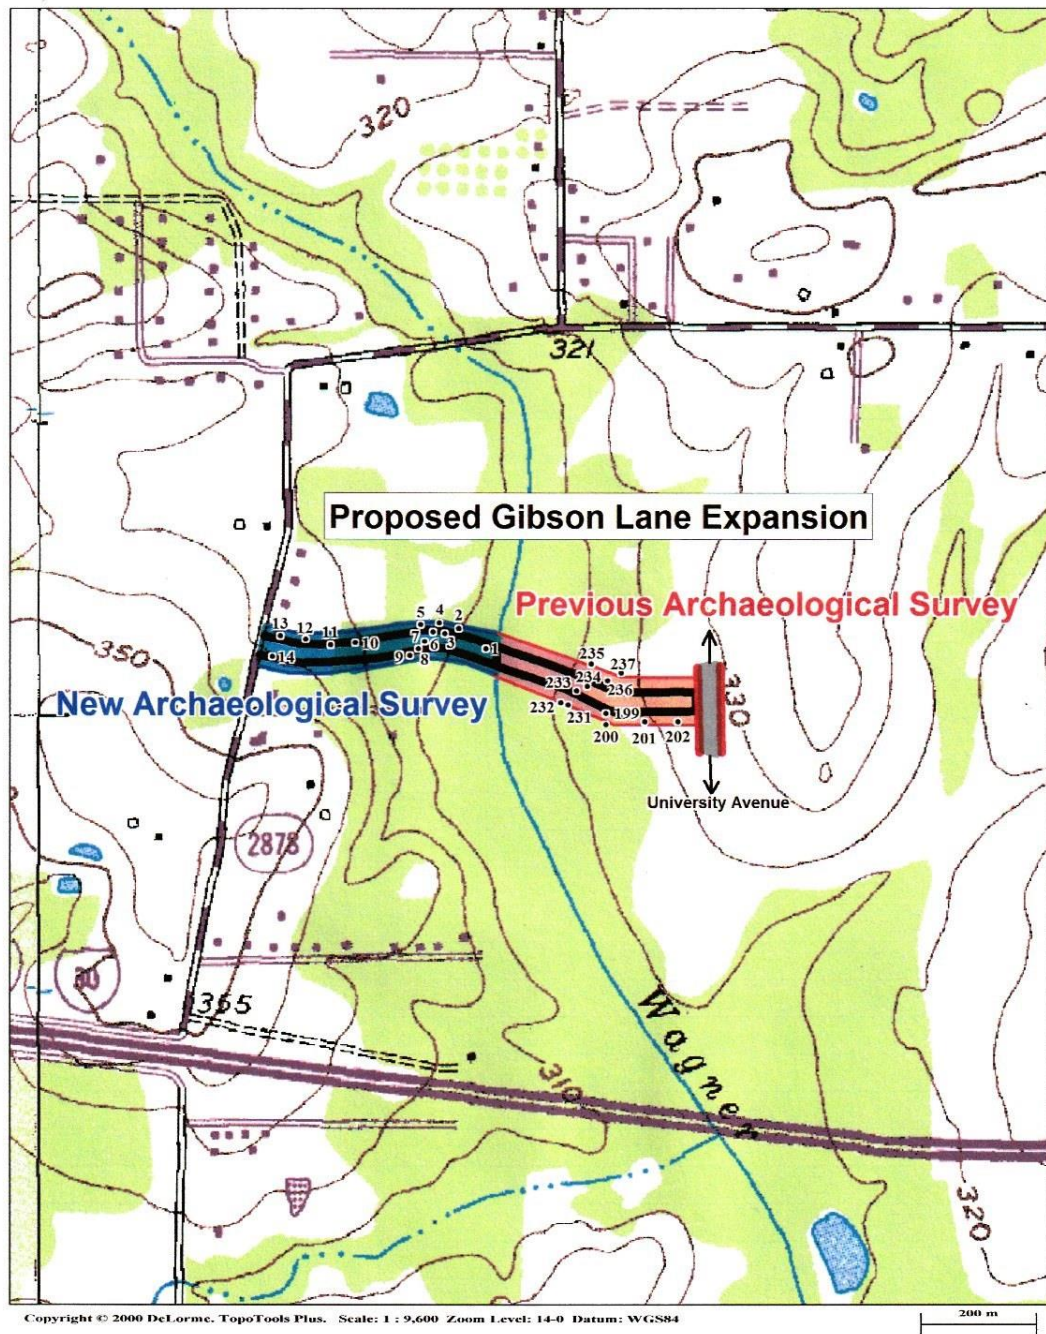 320
321
Proposed Gibson Lane Expansion
Previous Archaeological Survey
5 4 2
13 12 11 10 7 6 3
1
14 9 8
350
235
237
234
233
236
New Archaeological Survey
232
231
199
200
201
202
330
University Avenue
2878
30
365
Wagner
310
320
Copyright © 2000 DeLorme. TopoTools Plus. Scale: 1 : 9,600 Zoom Level: 14-0 Datum: WGS84
200 m